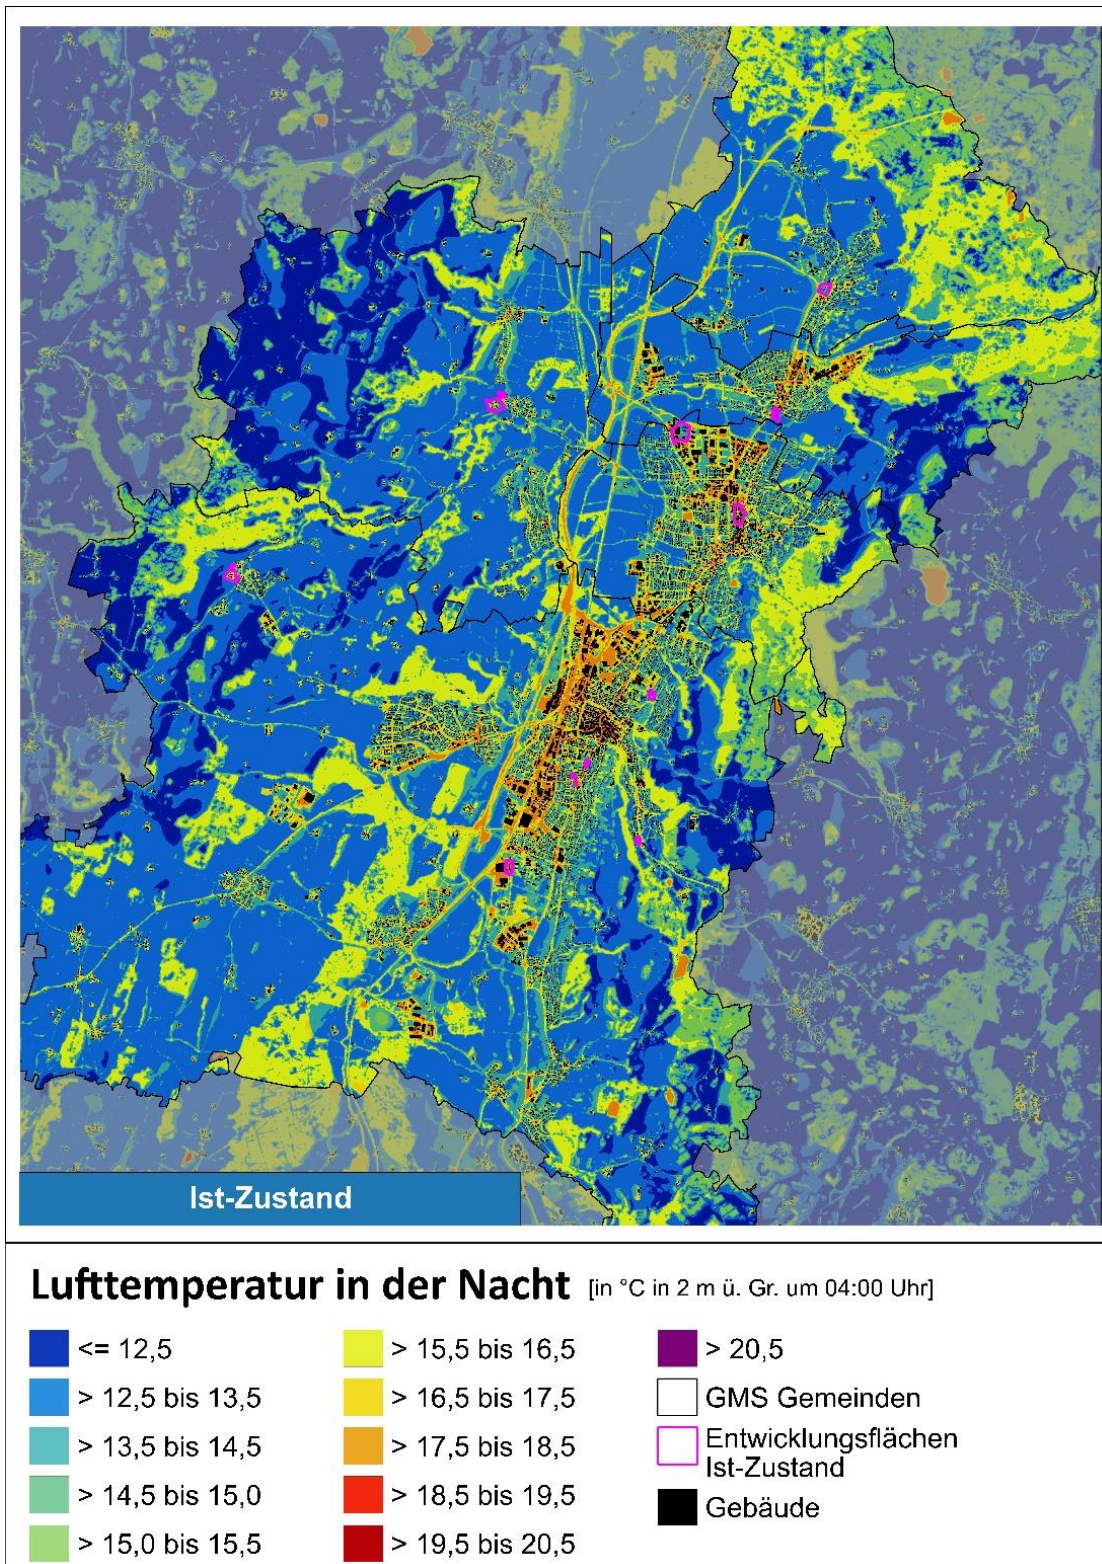 Ist-Zustand
Lufttemperatur in der Nacht [in °C in 2 m ü. Gr. um 04:00 Uhr]
<= 12,5
> 12,5 bis 13,5
> 13,5 bis 14,5
> 14,5 bis 15,0
> 15,0 bis 15,5
> 15,5 bis 16,5
> 16,5 bis 17,5
> 17,5 bis 18,5
> 18,5 bis 19,5
> 19,5 bis 20,5
> 20,5
GMS Gemeinden
Entwicklungsflächen
Ist-Zustand
Gebäude